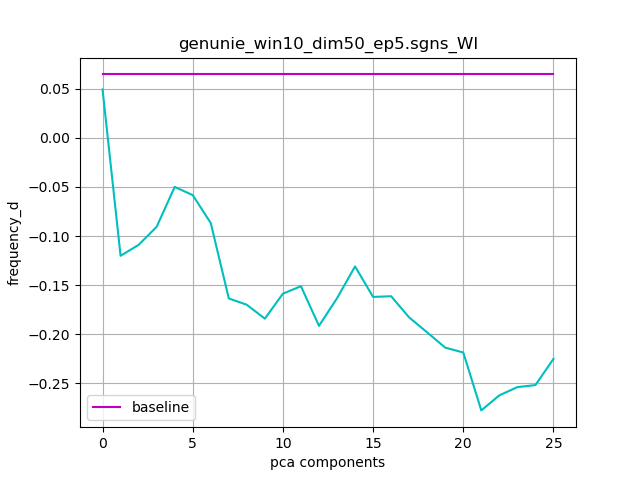 genunie_win10_dim50_ep5.sgns_WI
frequency_d
0.05
0.00
−0.05
−0.10
−0.15
−0.20
−0.25
baseline
0 5 10 15 20 25
pca components